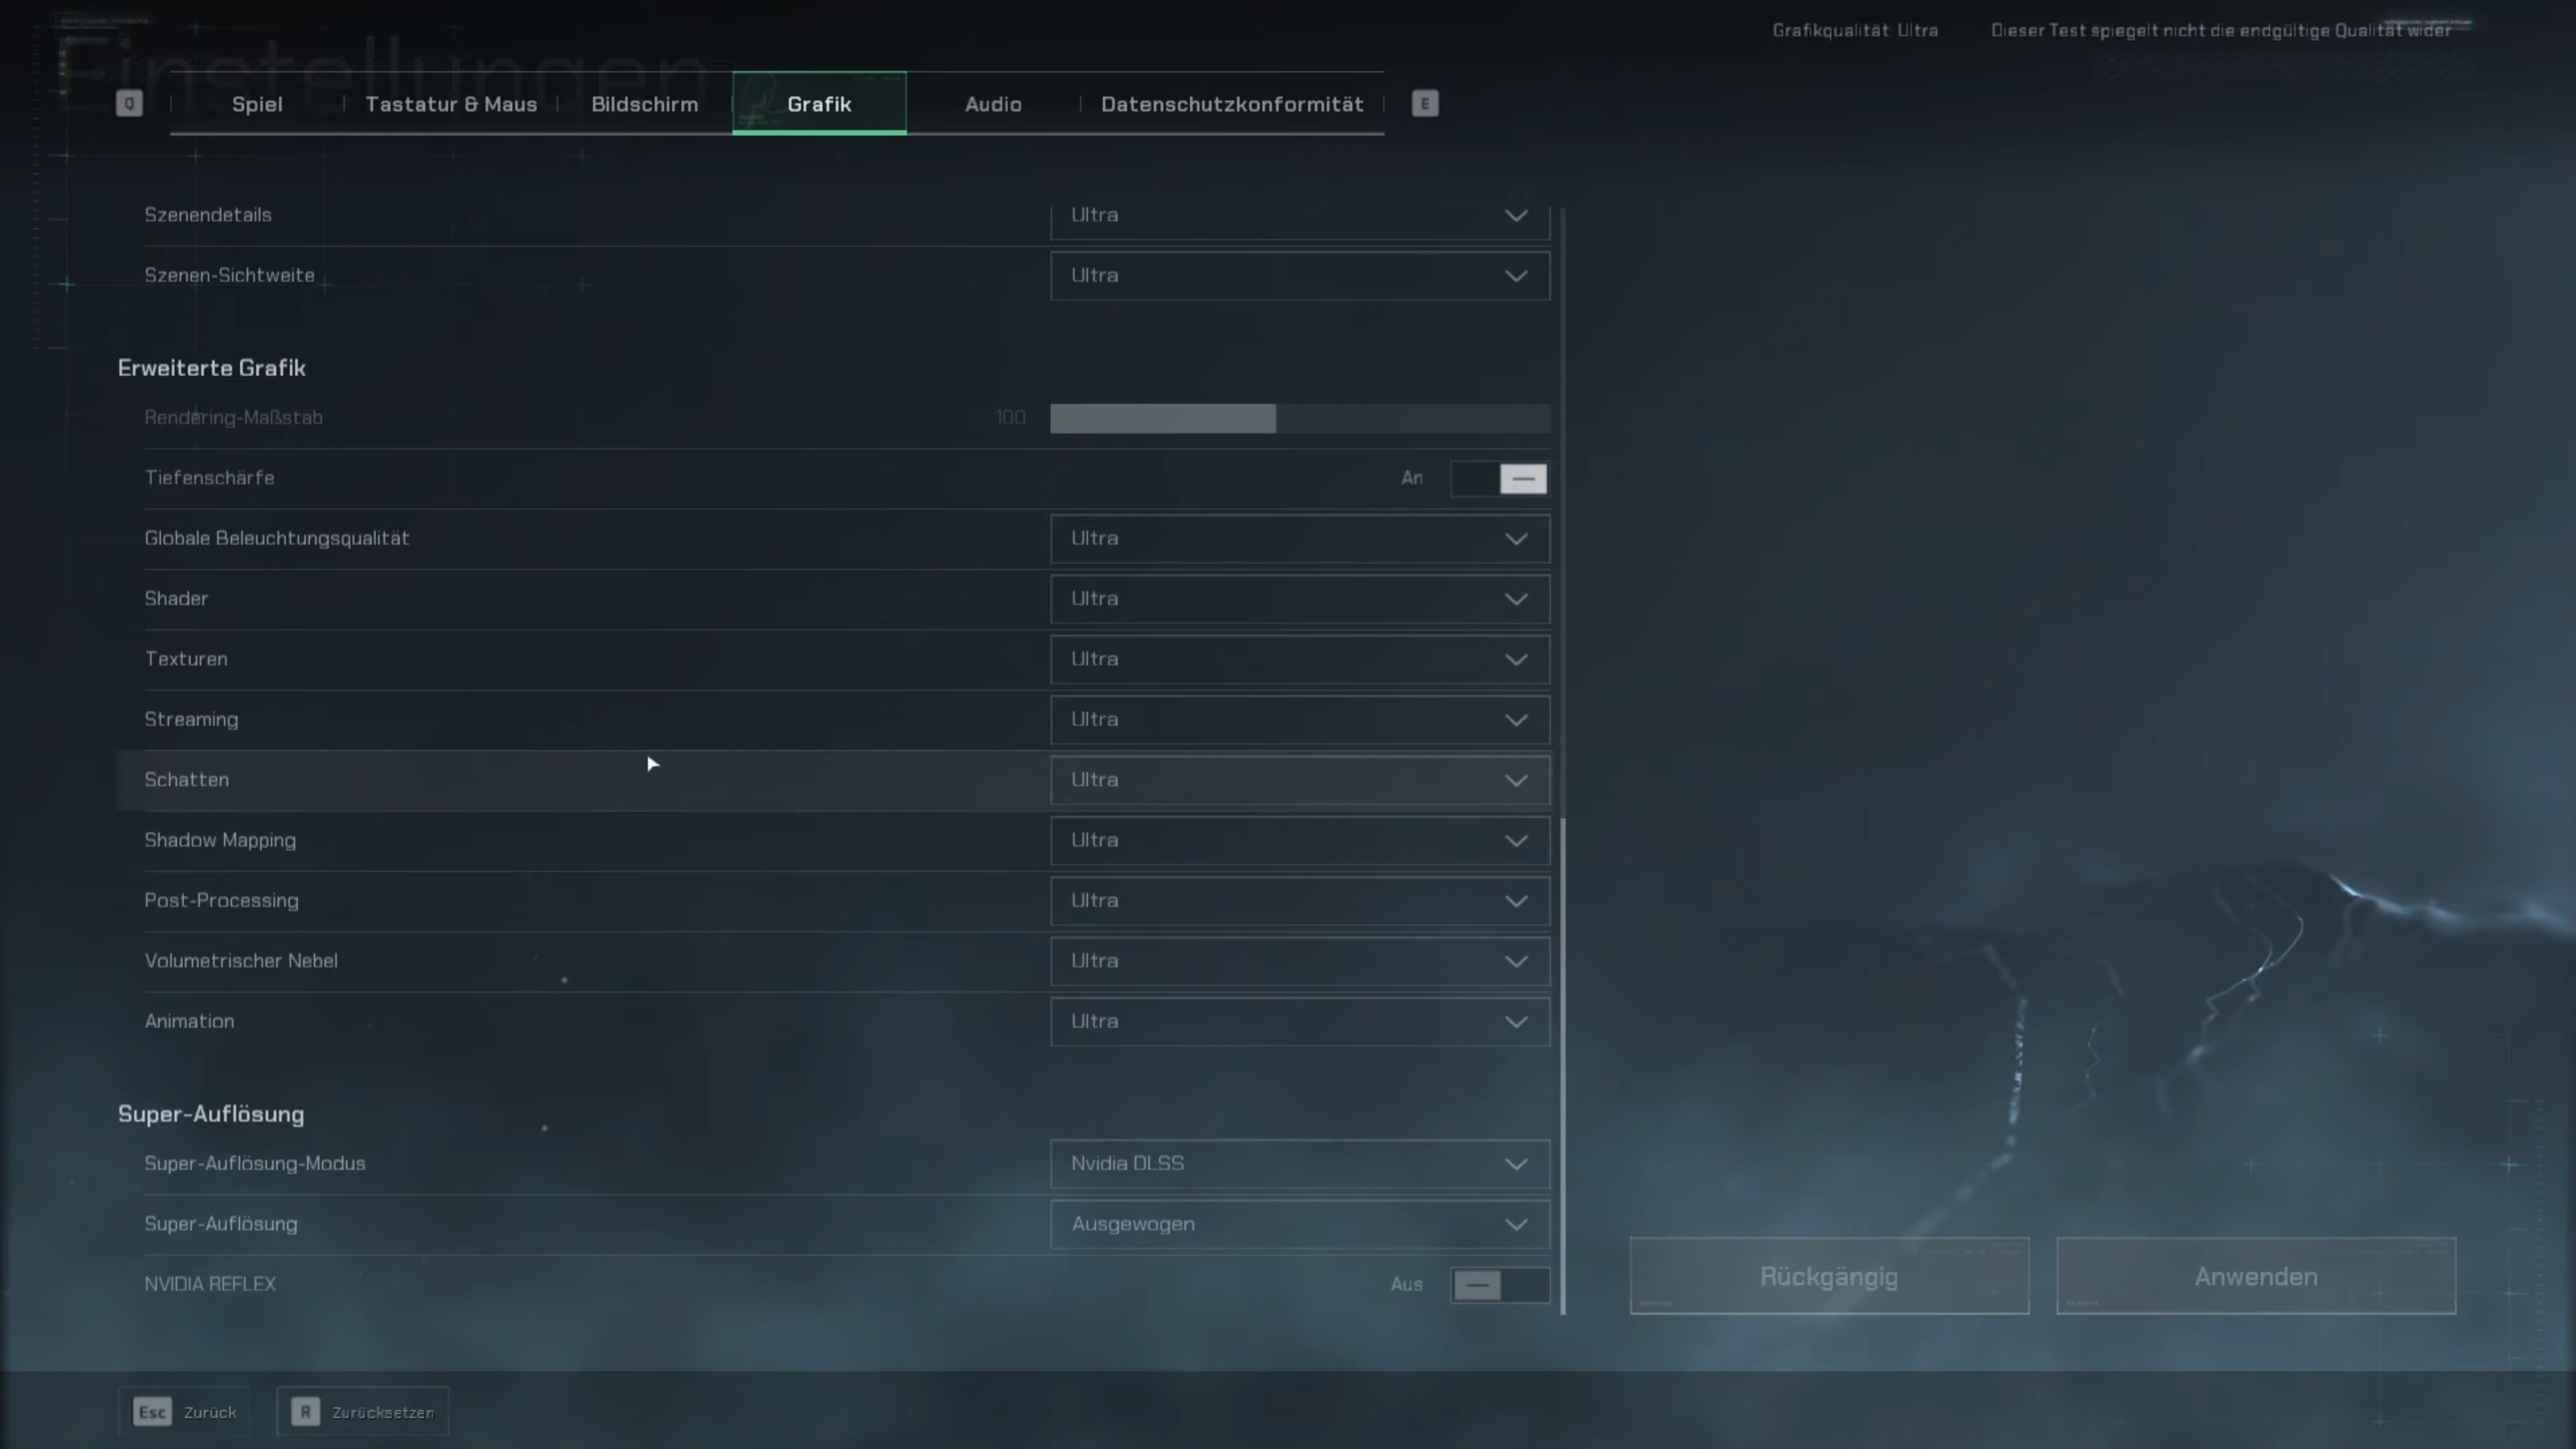 Einstellungen
Grafikqualität Ultra
Dieser Test spiegelt nicht die endgültige Qualität wider
Q
Spiel
Tastatur & Maus
Bildschirm
Grafik
Audio
Datenschutzkonformität
E
Szenendetails
Ultra
Szenen-Sichtweite
Ultra
Erweiterte Grafik
Rendering-Maßstab
100
Tiefenschärfe
An
Globale Beleuchtungsqualität
Ultra
Shader
Ultra
Texturen
Ultra
Streaming
Ultra
Schatten
Ultra
Shadow Mapping
Ultra
Post-Processing
Ultra
Volumetrischer Nebel
Ultra
Animation
Ultra
Super-Auflösung
Super-Auflösung-Modus
Nvidia DLSS
Super-Auflösung
Ausgewogen
NVIDIA REFLEX
Aus
Rückgängig
Anwenden
Esc Zurück
R Zurücksetzen